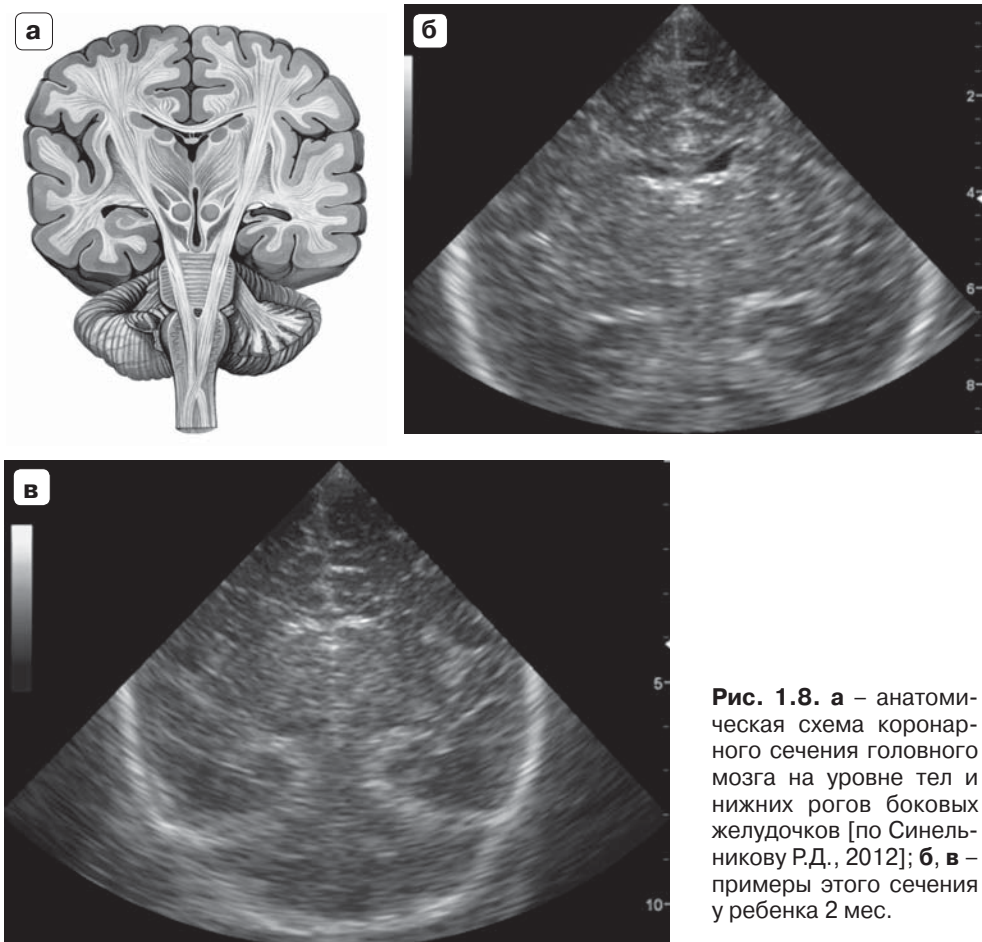 а
б
2
4
6
8
в
5
10
Рис. 1.8. а – анатоми-
ческая схема коронар-
ного сечения головного
мозга на уровне тел и
нижних рогов боковых
желудочков [по Синель-
никову Р.Д., 2012]; б, в –
примеры этого сечения
у ребенка 2 мес.